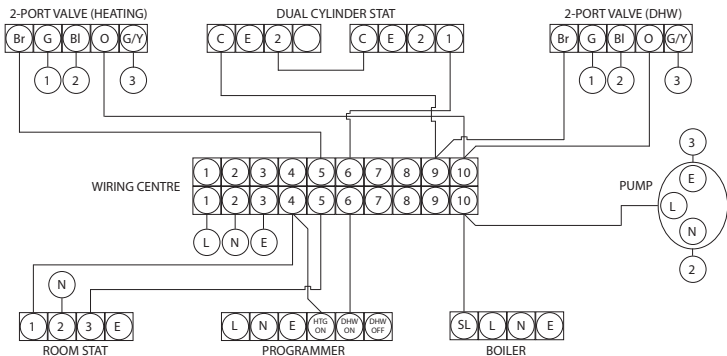 2-PORT VALVE (HEATING)
DUAL CYLINDER STAT
2-PORT VALVE (DHW)
Br G Bl O G/Y
C E 2
C E 2 1
Br G Bl O G/Y
1 2 3
1 2 3
3
E
L
N
2
PUMP
WIRING CENTRE
1 2 3 4 5 6 7 8 9 10
1 2 3 4 5 6 7 8 9 10
L N E
N
1 2 3 E
L N E HTG ON DHW ON DHW OFF
SL L N E
ROOM STAT
PROGRAMMER
BOILER